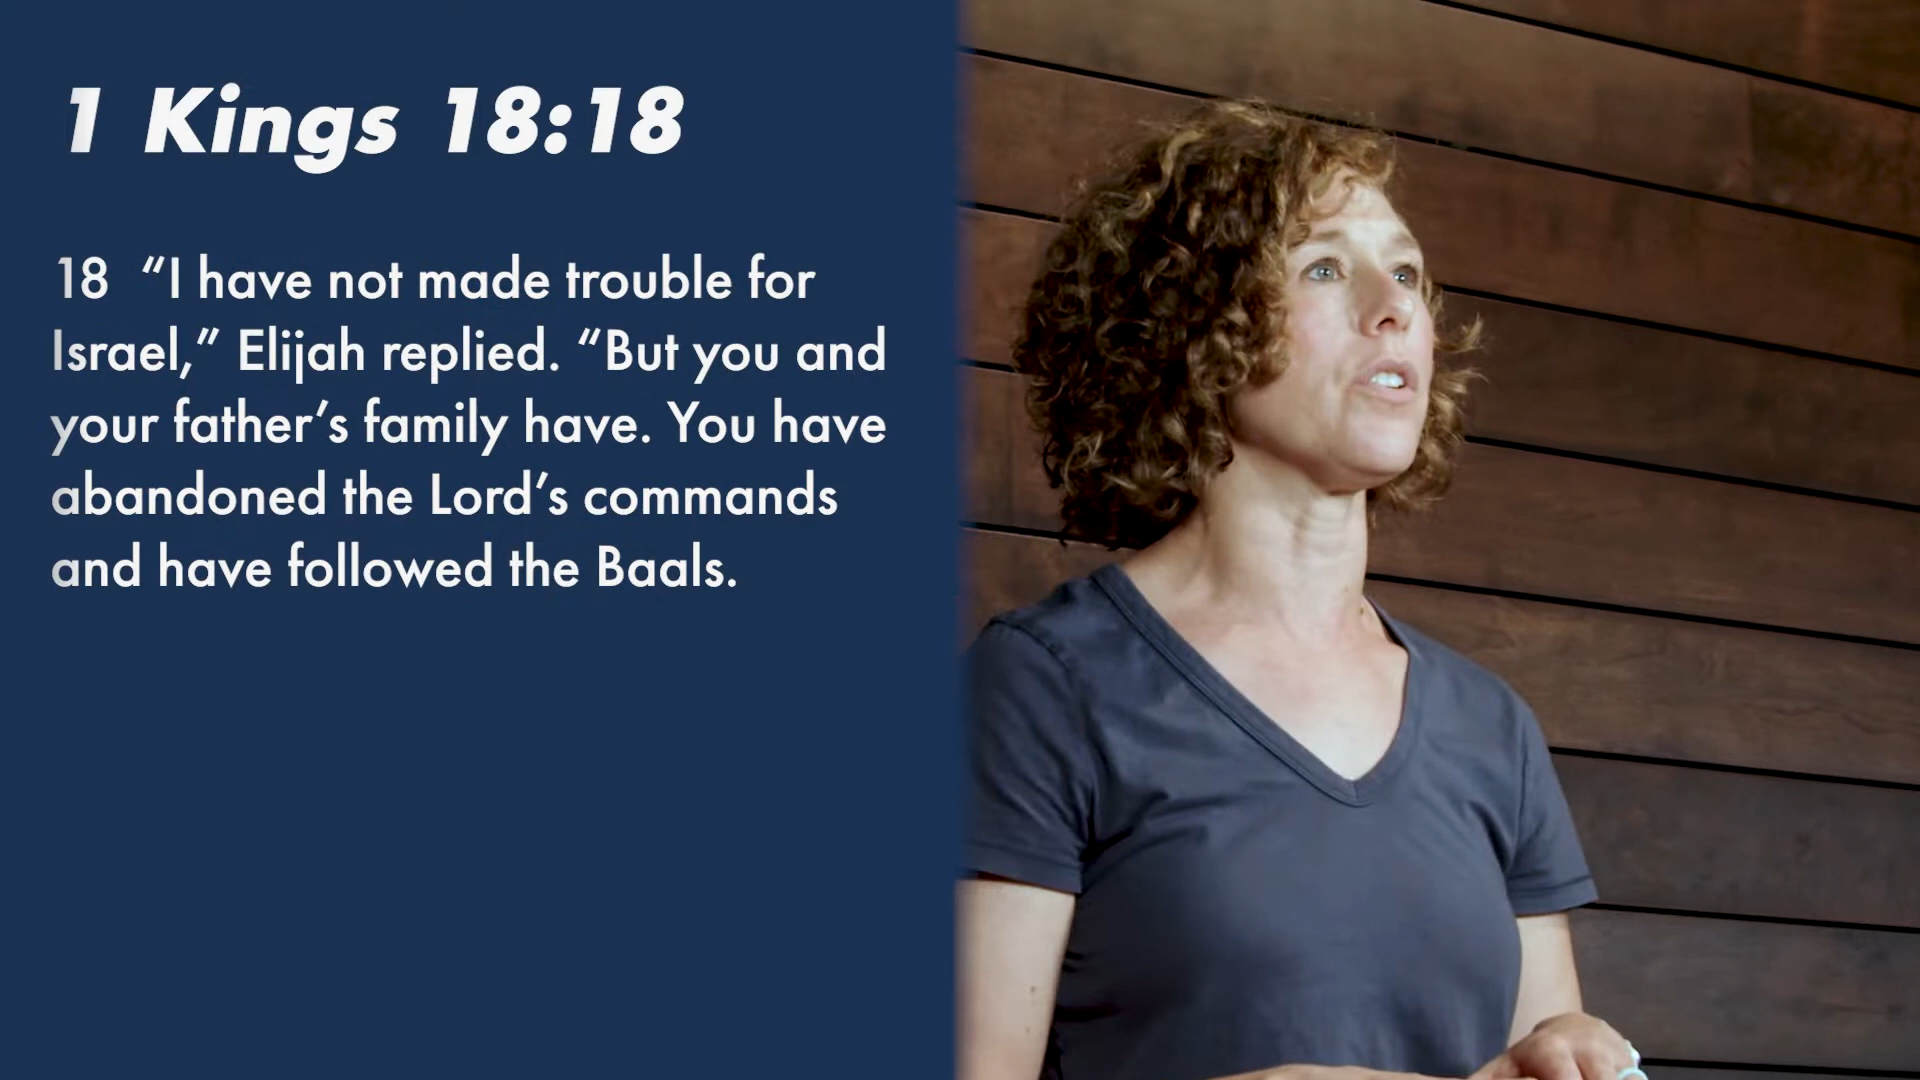 1 Kings 18:18
18 “I have not made trouble for
Israel,” Elijah replied. “But you and
your father’s family have. You have
abandoned the Lord’s commands
and have followed the Baals.